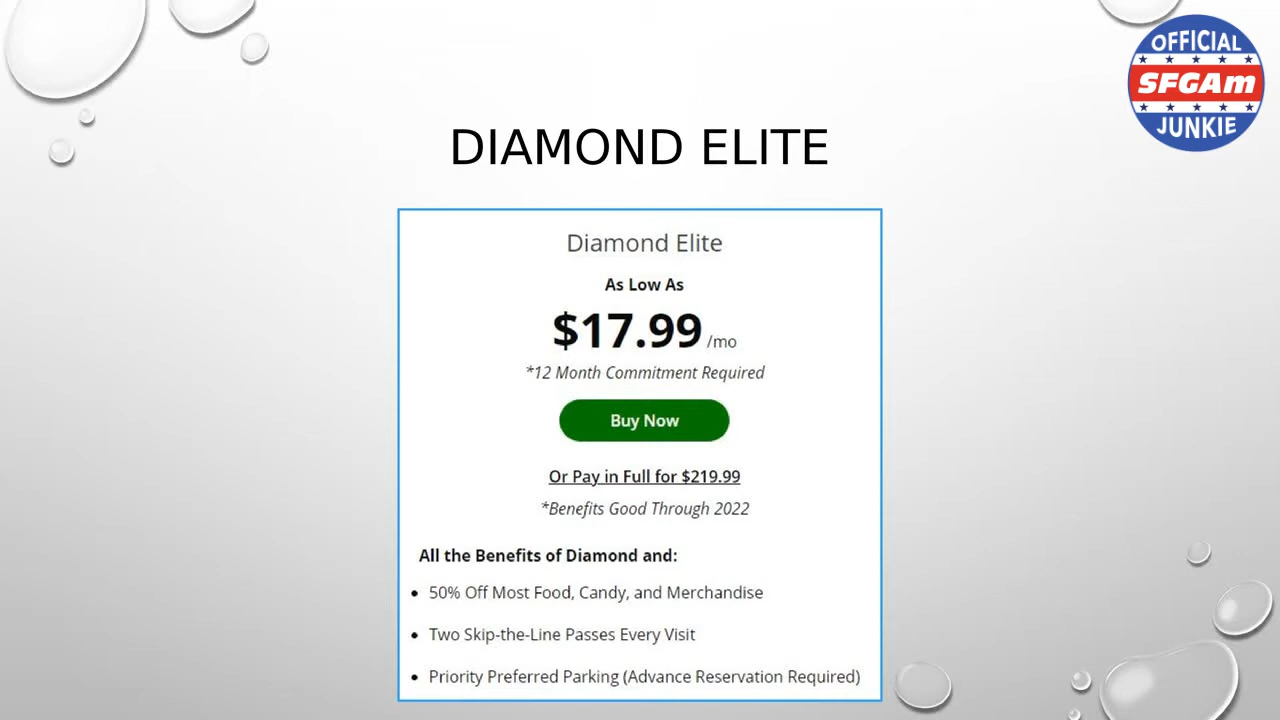 OFFICIAL
SFGAm
JUNKIE
DIAMOND ELITE
Diamond Elite
As Low As
$17.99 /mo
*12 Month Commitment Required
Buy Now
Or Pay in Full for $219.99
*Benefits Good Through 2022
All the Benefits of Diamond and:
• 50% Off Most Food, Candy, and Merchandise
• Two Skip-the-Line Passes Every Visit
• Priority Preferred Parking (Advance Reservation Required)